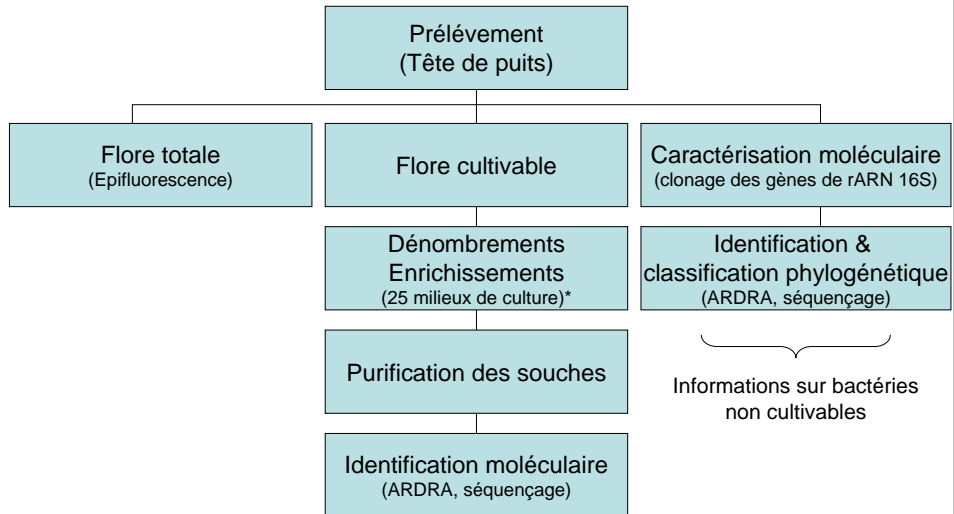 Prélévement
(Tête de puits)
Flore totale
(Epifluorescence)
Flore cultivable
Caractérisation moléculaire
(clonage des gènes de rARN 16S)
Dénombrements
Enrichissements
(25 milieux de culture)*
Identification &
classification phylogénétique
(ARDRA, séquençage)
Purification des souches
Informations sur bactéries
non cultivables
Identification moléculaire
(ARDRA, séquençage)